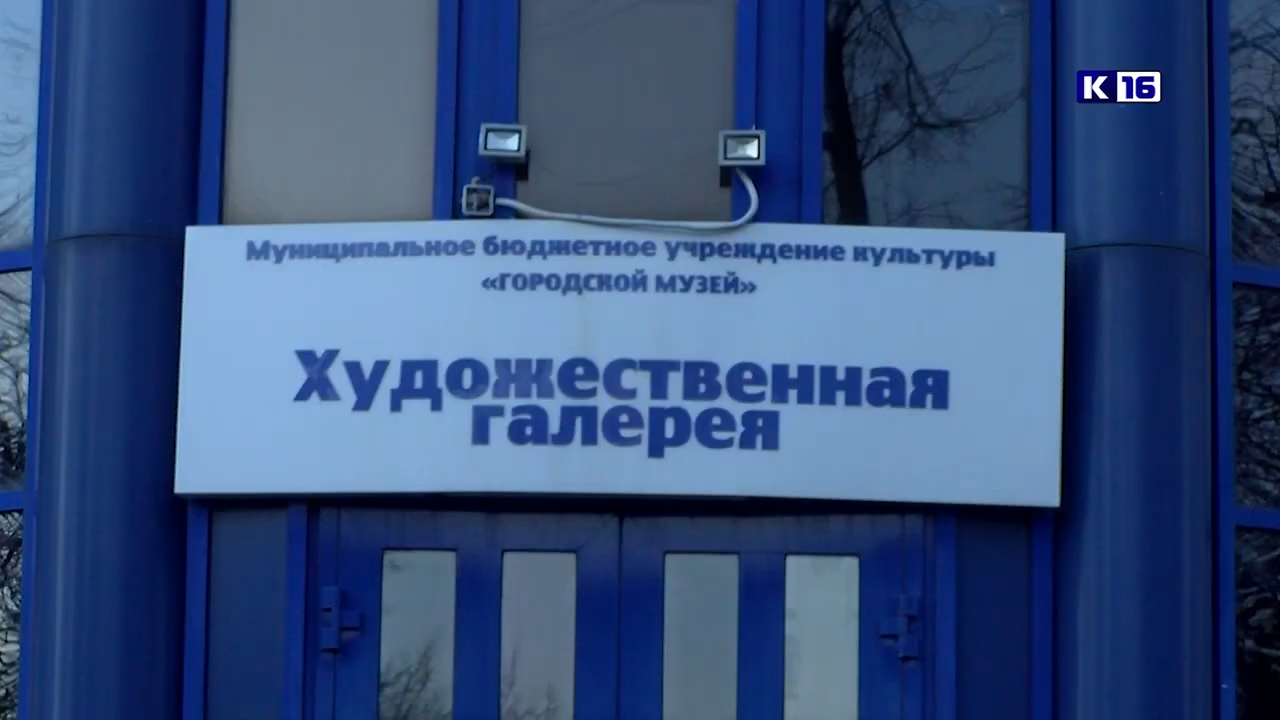 К 16
Муниципальное бюджетное учреждение культуры
«ГОРОДСКОЙ МУЗЕЙ»
Художественная
галерея